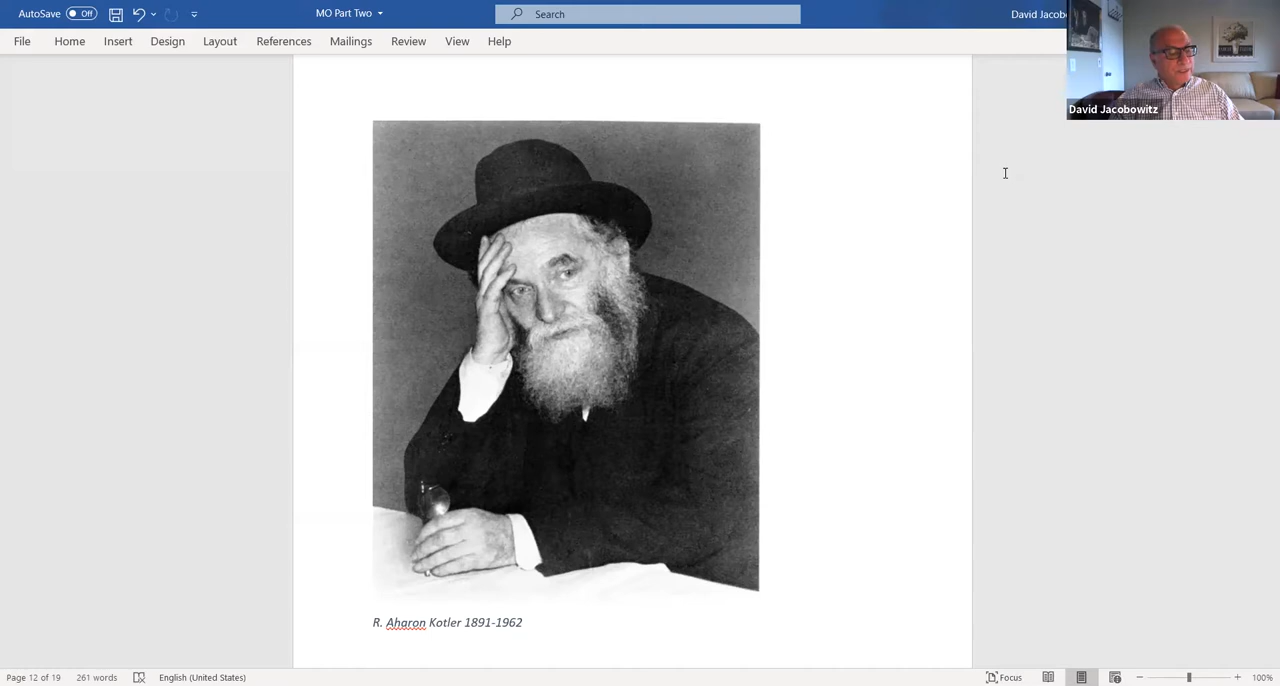 AutoSave Off MO Part Two Search David Jacob
File Home Insert Design Layout References Mailings Review View Help
David Jacobowitz
R. Aharon Kotler 1891-1962
Page 12 of 19 261 words English (United States) Focus 100%